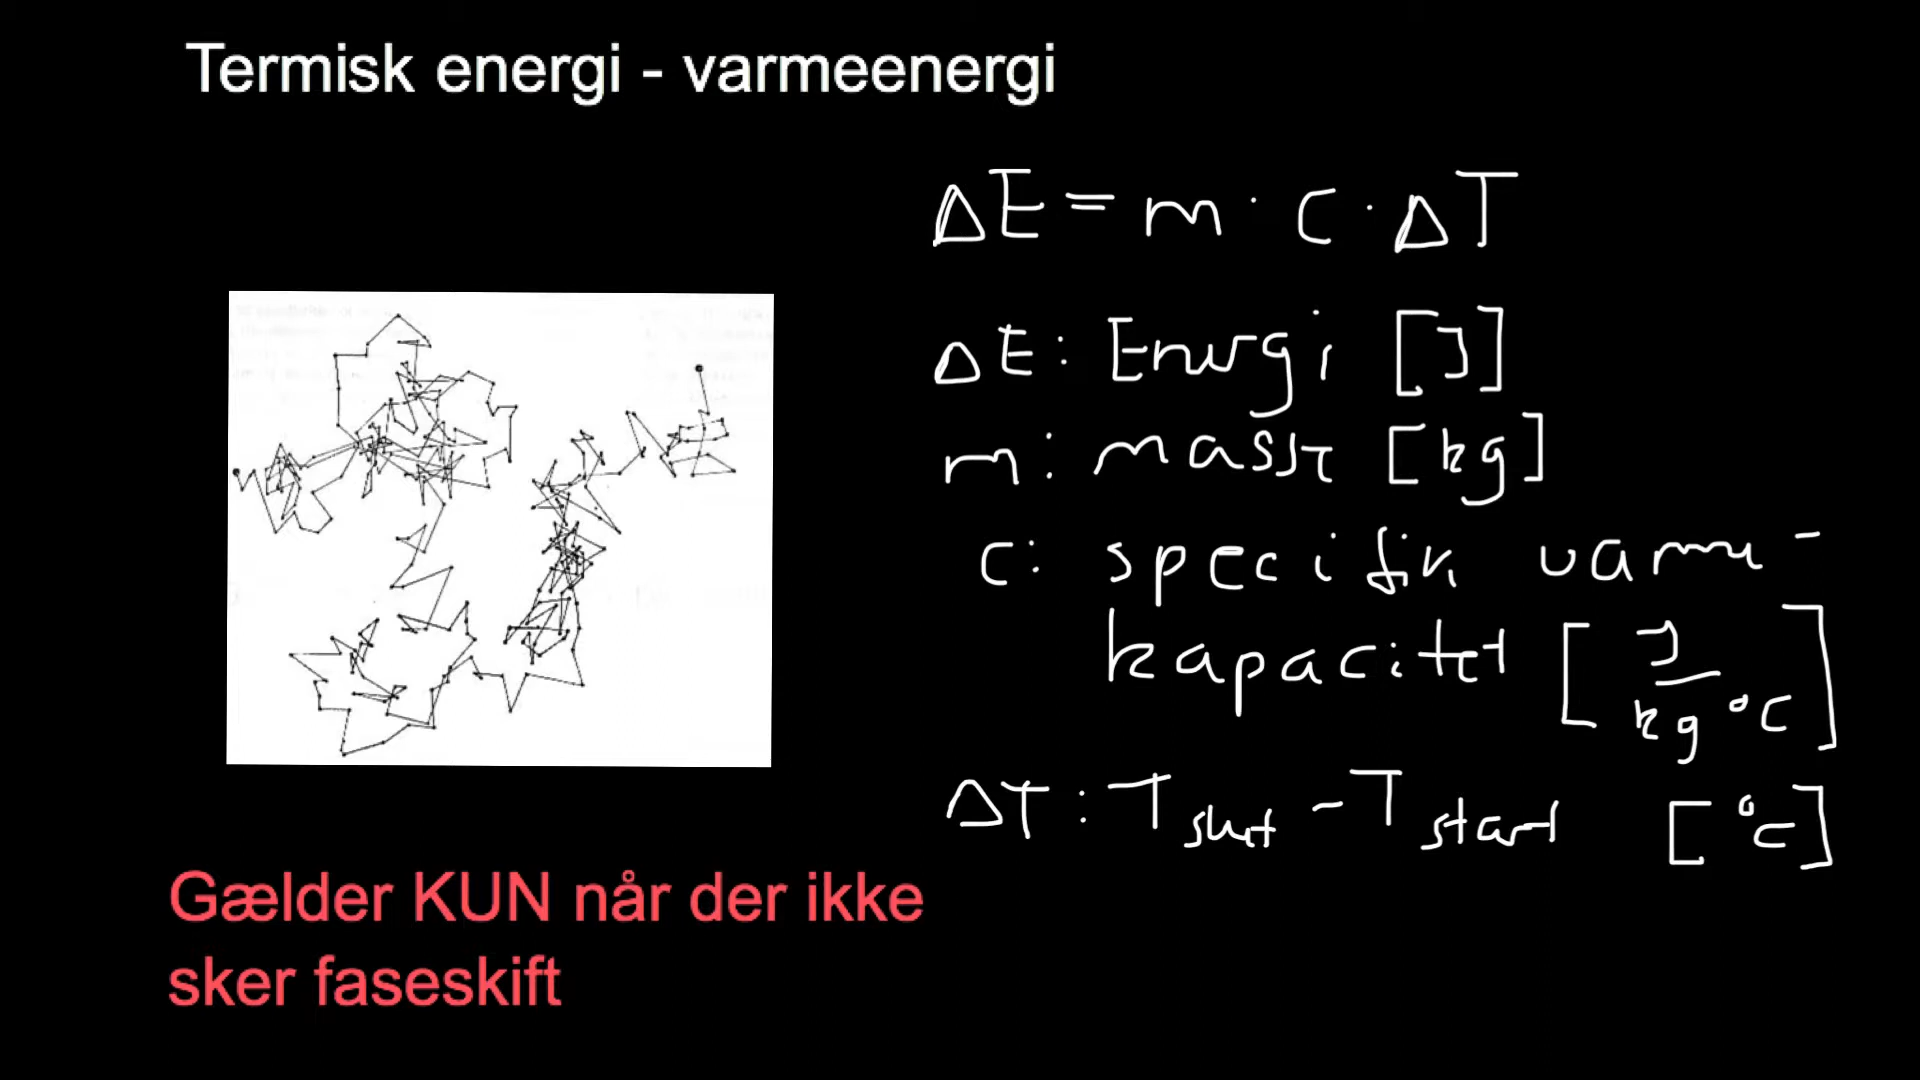 Termisk energi - varmeenergi
ΔE = m · c · ΔT
ΔE: Energi [J]
m: masse [kg]
c: specifik varme-
kapacitet [J/kg °C]
ΔT: T slut - T start [°C]
Gælder KUN når der ikke
sker faseskift